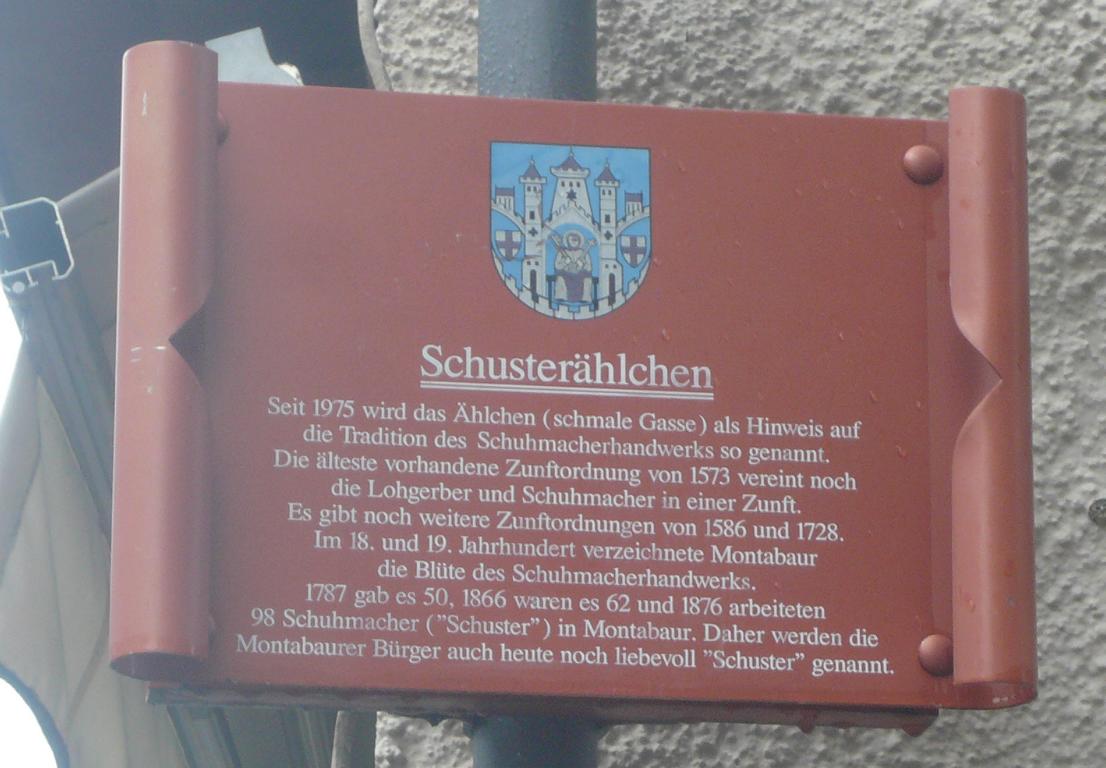 Schusterählchen
Seit 1975 wird das Ählchen (schmale Gasse) als Hinweis auf
die Tradition des Schuhmacherhandwerks so genannt.
Die älteste vorhandene Zunftordnung von 1573 vereint noch
die Lohgerber und Schuhmacher in einer Zunft.
Es gibt noch weitere Zunftordnungen von 1586 und 1728.
Im 18. und 19. Jahrhundert verzeichnete Montabaur
die Blüte des Schuhmacherhandwerks.
1787 gab es 50, 1866 waren es 62 und 1876 arbeiteten
98 Schuhmacher ("Schuster") in Montabaur. Daher werden die
Montabaurer Bürger auch heute noch liebevoll "Schuster" genannt.